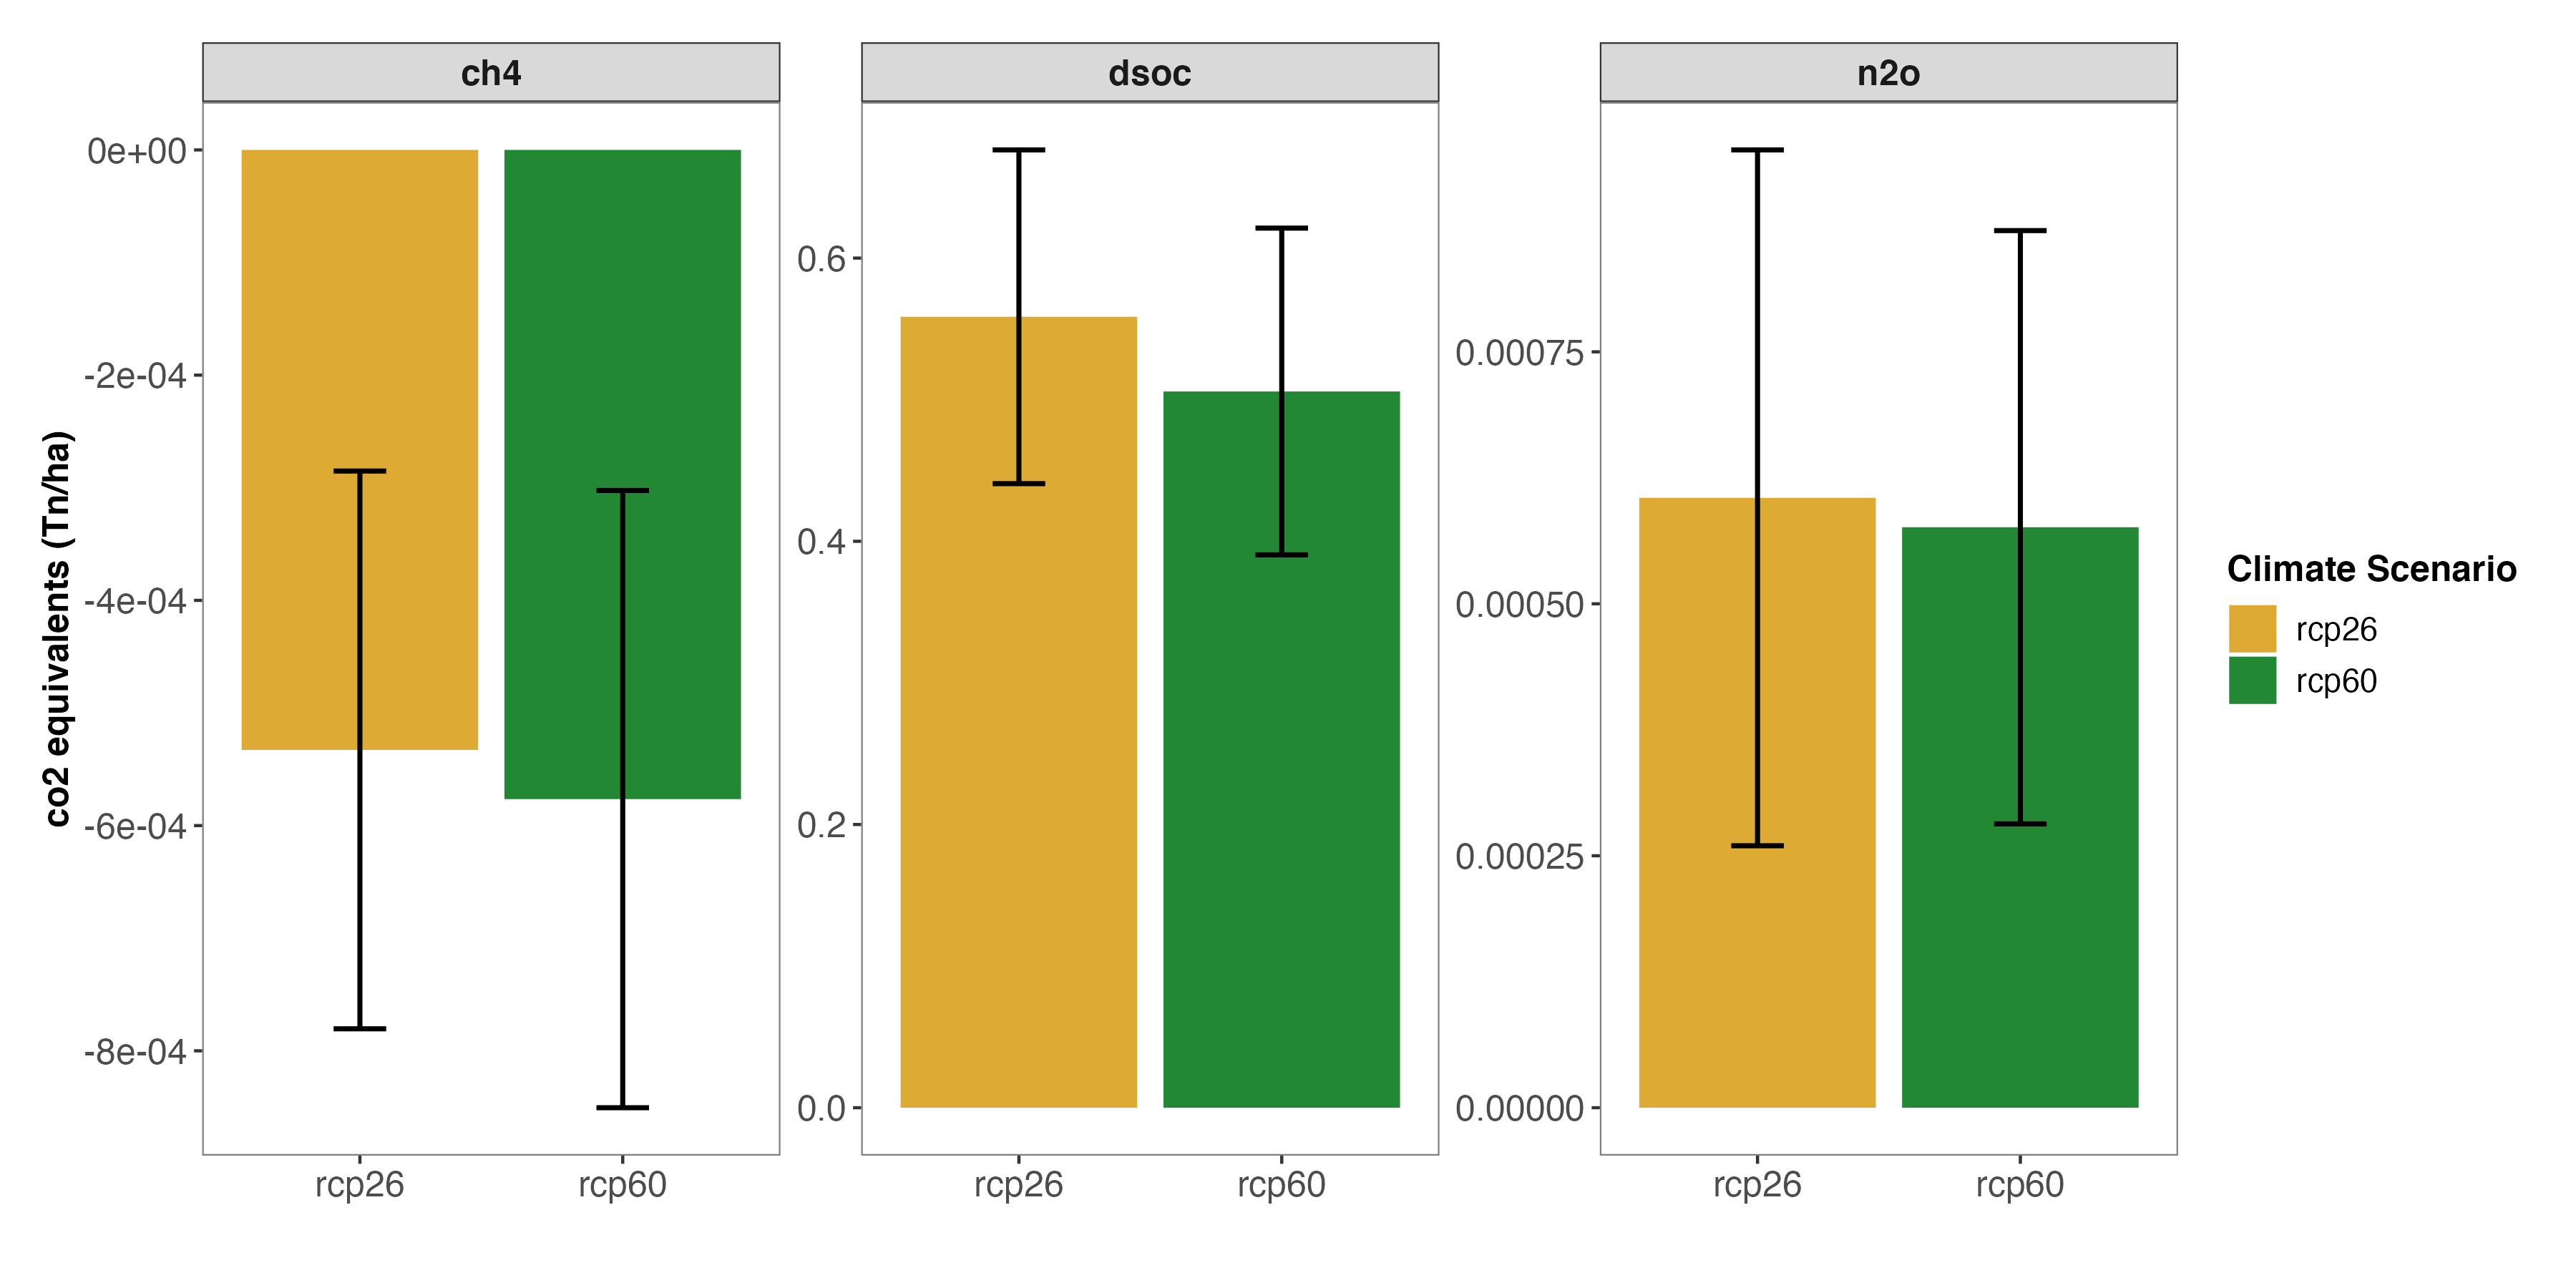 ch4
dsoc
n2o
co2 equivalents (Tn/ha)
0e+00
-2e-04
-4e-04
-6e-04
-8e-04
0.6
0.4
0.2
0.0
0.00075
0.00050
0.00025
0.00000
rcp26
rcp60
rcp26
rcp60
rcp26
rcp60
Climate Scenario
rcp26
rcp60